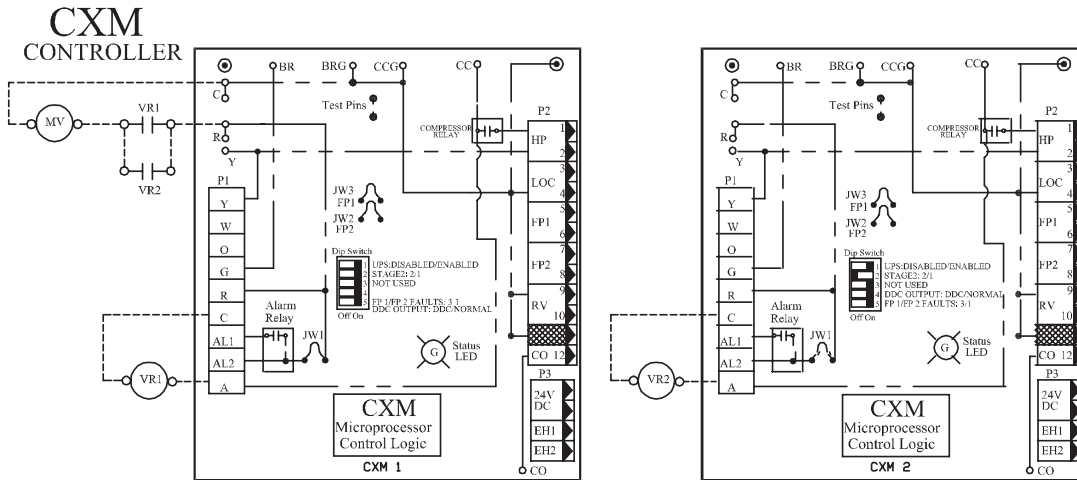 CXM
CONTROLLER
BR
BRG
CCG
CC
C
Test Pins
P2
MV
VR1
COMPRESSOR
RELAY
1
HP
R
2
Y
VR2
3
LOC
P1
4
JW3
FP1
Y
5
FP1
JW2
FP2
W
6
O
Dip Switch
7
FP2
G
1 UPS:DISABLED/ENABLED
2 STAGE2: 2/1
8
3 NOT USED
R
4
9
5 FP 1/FP 2 FAULTS: 3 1
DDC OUTPUT: DDC/NORMAL
RV
C
Alarm
Relay
Off On
10
AL1
JW1
G
Status
LED
AL2
CO 12
VR1
A
P3
24V
DC
CXM
Microprocessor
Control Logic
EH1
EH2
CXM 1
CO
BR
CCG
BRG
CC
C
Test Pins
P2
COMPRESSOR
RELAY
1
HP
R
2
Y
3
LOC
P1
4
JW3
FP1
Y
5
FP1
JW2
FP2
W
6
O
Dip Switch
7
FP2
G
1 UPS:DISABLED/ENABLED
2 STAGE2: 2/1
8
3 NOT USED
R
4 DDC OUTPUT: DDC/NORMAL
9
5 FP 1/FP 2 FAULTS: 3/1
RV
C
Alarm
Relay
Off On
10
AL1
JW1
G
Status
LED
AL2
CO 12
VR2
A
P3
24V
DC
CXM
Microprocessor
Control Logic
EH1
EH2
CXM 2
CO